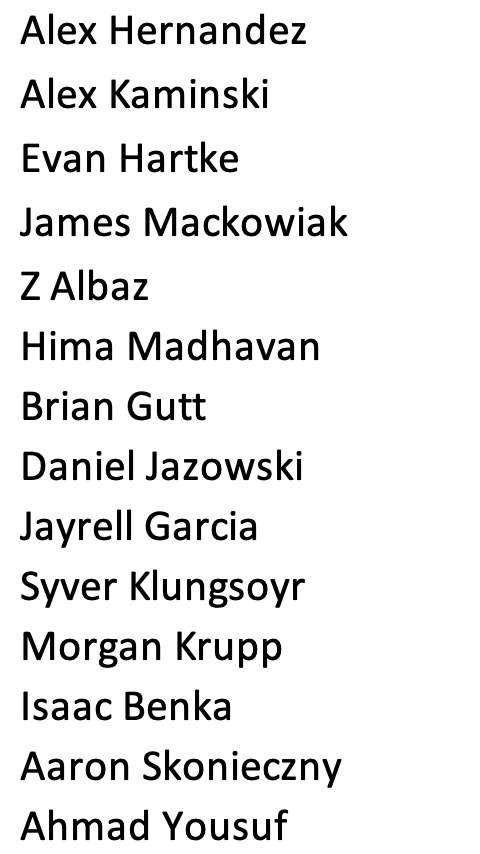 Alex Hernandez
Alex Kaminski
Evan Hartke
James Mackowiak
Z Albaz
Hima Madhavan
Brian Gutt
Daniel Jazowski
Jayrell Garcia
Syver Klungsoyr
Morgan Krupp
Isaac Benka
Aaron Skonieczny
Ahmad Yousuf